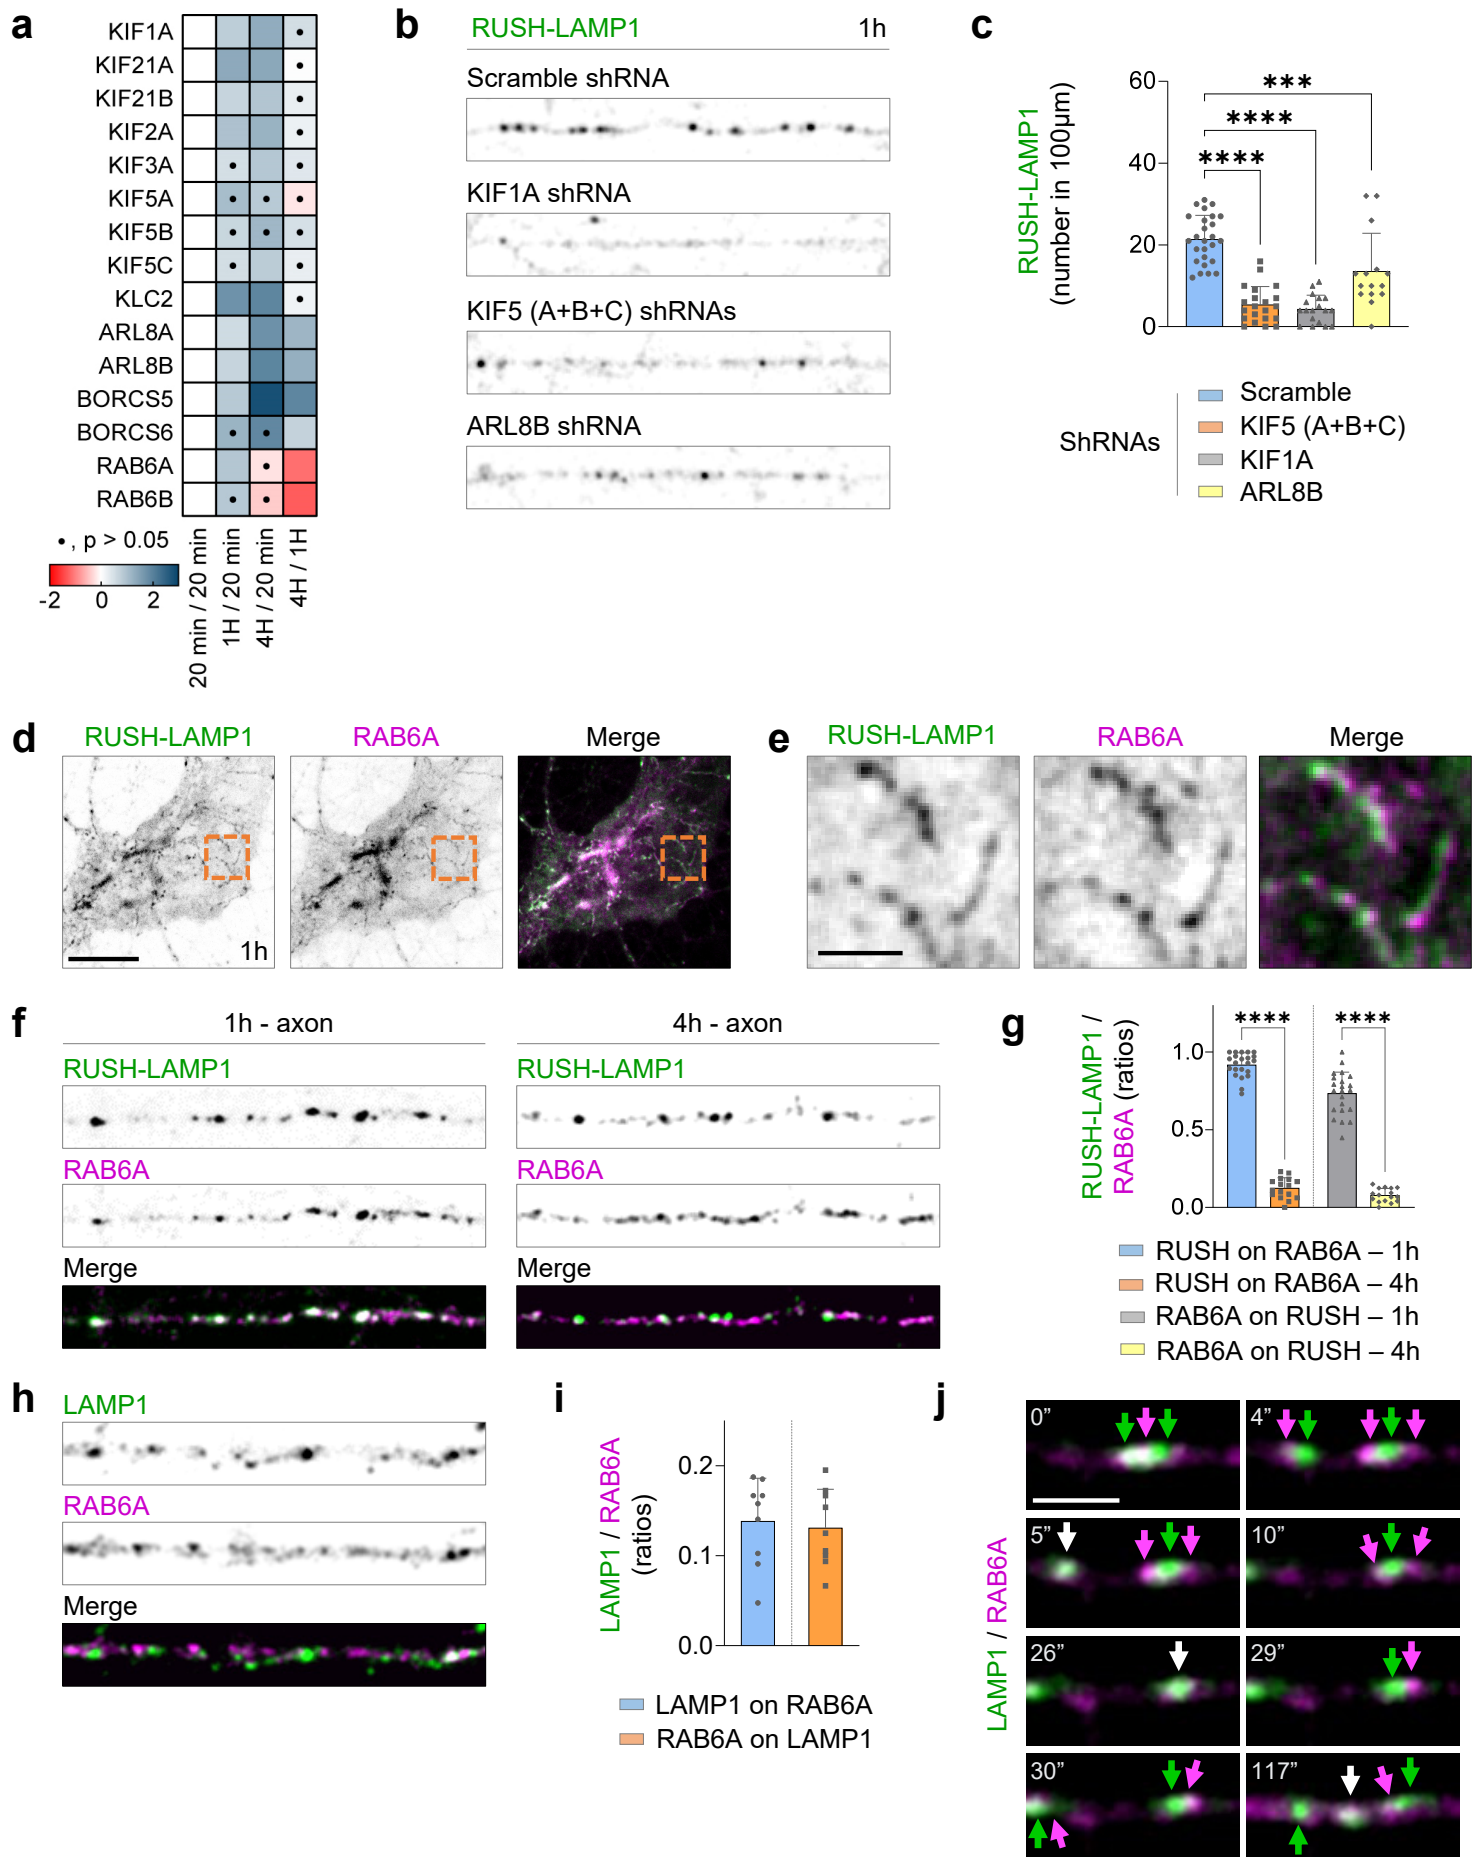 a
KIF1A
KIF21A
KIF21B
KIF2A
KIF3A
KIF5A
KIF5B
KIF5C
KLC2
ARL8A
ARL8B
BORCS5
BORCS6
RAB6A
RAB6B
•, p > 0.05
-2 0 2
20 min / 20 min
1H / 20 min
4H / 20 min
4H / 1H
b
RUSH-LAMP1 1h
Scramble shRNA
KIF1A shRNA
KIF5 (A+B+C) shRNAs
ARL8B shRNA
c
RUSH-LAMP1
(number in 100µm)
60
40
20
0
***
****
****
ShRNAs
Scramble
KIF5 (A+B+C)
KIF1A
ARL8B
d
RUSH-LAMP1 RAB6A Merge
1h
e
RUSH-LAMP1 RAB6A Merge
f
1h - axon
RUSH-LAMP1
RAB6A
Merge
4h - axon
RUSH-LAMP1
RAB6A
Merge
g
RUSH-LAMP1 /
RAB6A (ratios)
1.0
0.5
0.0
**** ****
RUSH on RAB6A – 1h
RUSH on RAB6A – 4h
RAB6A on RUSH – 1h
RAB6A on RUSH – 4h
h
LAMP1
RAB6A
Merge
i
LAMP1 / RAB6A
(ratios)
0.2
0.1
0.0
LAMP1 on RAB6A
RAB6A on LAMP1
j
LAMP1 / RAB6A
0” 4”
5” 10”
26” 29”
30” 117”